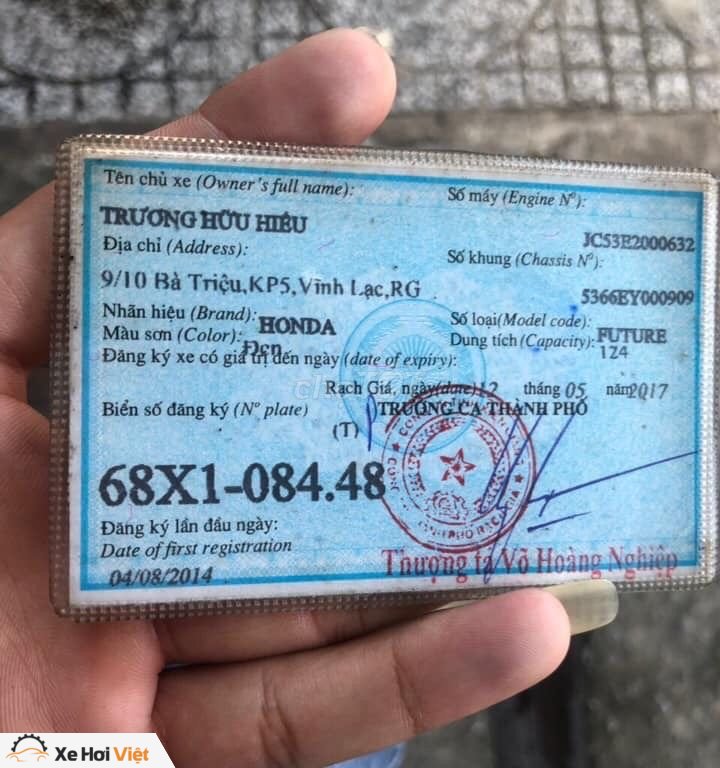 Tên chủ xe (Owner's full name):
TRƯƠNG HỮU HIẾU
Địa chỉ (Address):
9/10 Bà Triệu,KP5,Vĩnh Lạc,RG
Số máy (Engine Nº):
JC53E2000632
Số khung (Chassis Nº):
5366EY000909
Nhãn hiệu (Brand): HONDA
Số loại(Model code): FUTURE
Màu sơn (Color): Đen
Dung tích (Capacity): 124
Đăng ký xe có giá trị đến ngày (date of expiry):
Rạch Giá, ngày(date)12 tháng 05 năm2017
Biển số đăng ký (Nº plate)
TRƯỞNG CA THÀNH PHỐ
(T)
68X1-084.48
Đăng ký lần đầu ngày:
Date of first registration
04/08/2014
Thượng tá Võ Hoàng Nghiệp
Xe Hơi Việt